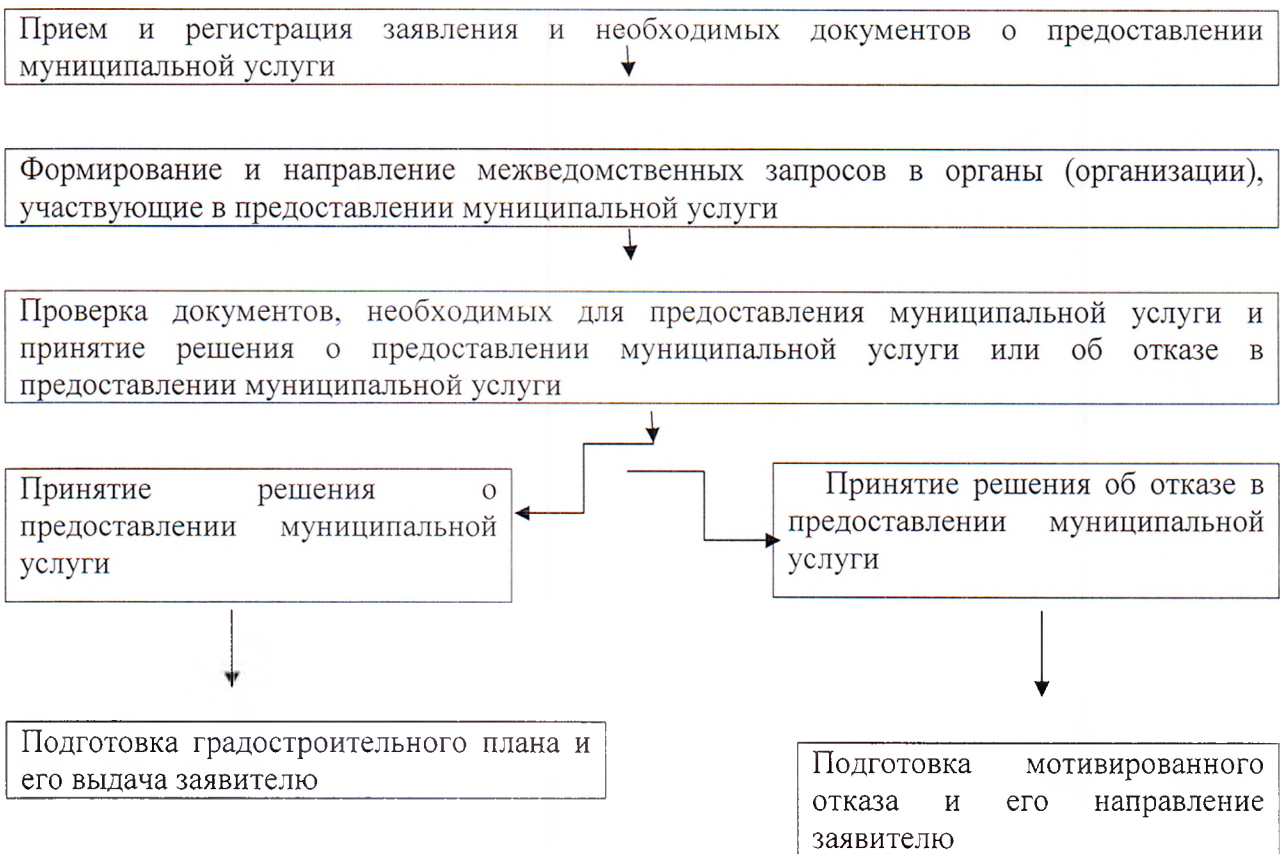 Прием и регистрация заявления и необходимых документов о предоставлении
муниципальной услуги
Формирование и направление межведомственных запросов в органы (организации),
участвующие в предоставлении муниципальной услуги
Проверка документов, необходимых для предоставления муниципальной услуги и
принятие решения о предоставлении муниципальной услуги или об отказе в
предоставлении муниципальной услуги
Принятие решения о
предоставлении муниципальной
услуги
Принятие решения об отказе в
предоставлении муниципальной
услуги
Подготовка градостроительного плана и
его выдача заявителю
Подготовка мотивированного
отказа и его направление
заявителю